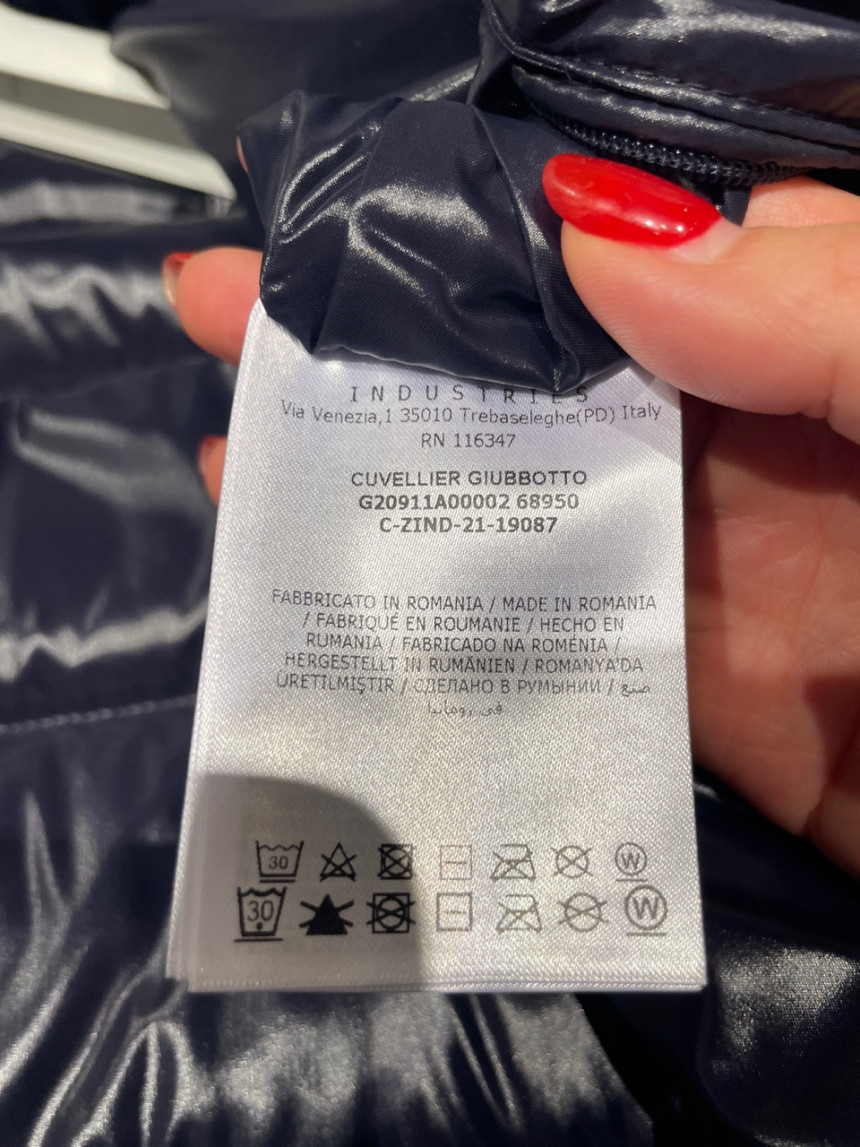 INDUSTRIES
Via Venezia,1 35010 Trebaseleghe(PD) Italy
RN 116347
CUVELLIER GIUBBOTTO
G20911A00002 68950
C-ZIND-21-19087
FABBRICATO IN ROMANIA / MADE IN ROMANIA
/ FABRIQUÉ EN ROUMANIE / HECHO EN
RUMANIA / FABRICADO NA ROMÉNIA /
HERGESTELLT IN RUMÄNIEN / ROMANYA'DA
ÜRETILMIŞTIR / СДЕЛАНО В РУМЫНИИ / صنع
في رومانيا
30 W
30 W